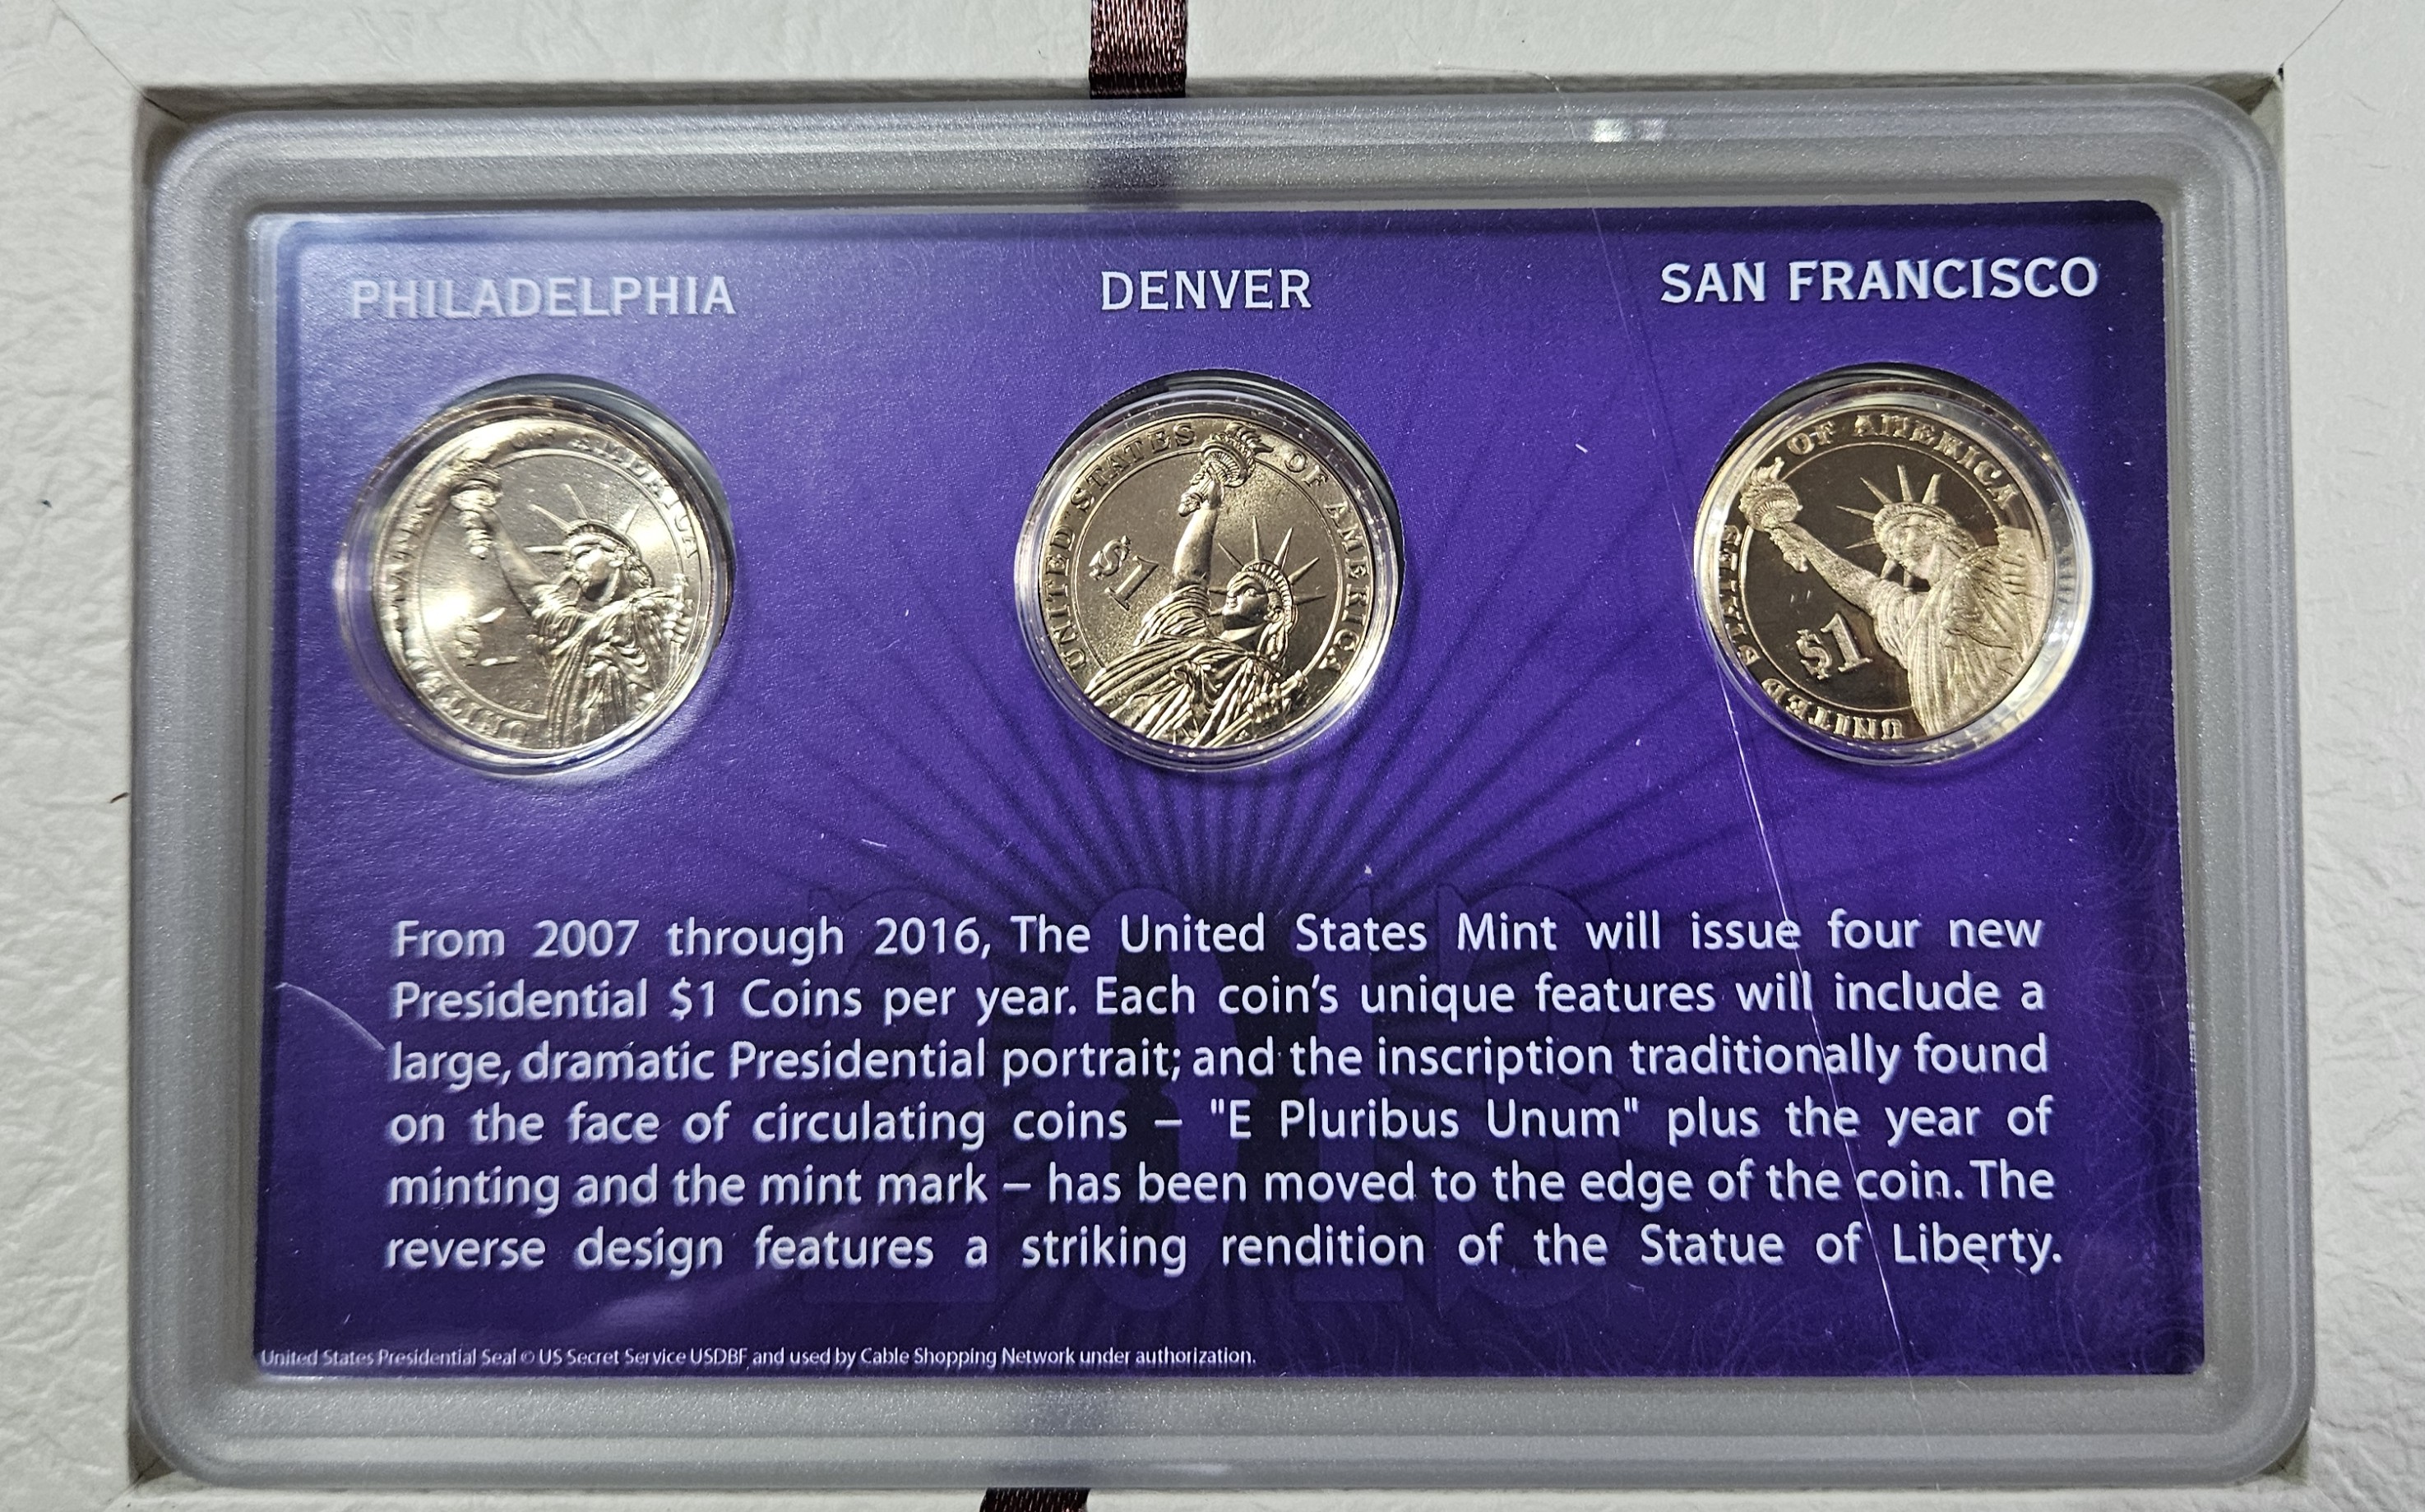 PHILADELPHIA
DENVER
SAN FRANCISCO
OF AMERICA
UNITED
$1
UNITED STATES OF AMERICA
$1
UNITED STATES OF AMERICA
$1
2013
From 2007 through 2016, The United States Mint will issue four new
Presidential $1 Coins per year. Each coin's unique features will include a
large, dramatic Presidential portrait; and the inscription traditionally found
on the face of circulating coins – "E Pluribus Unum" plus the year of
minting and the mint mark – has been moved to the edge of the coin. The
reverse design features a striking rendition of the Statue of Liberty.
United States Presidential Seal © US Secret Service USDBF, and used by Cable Shopping Network under authorization.